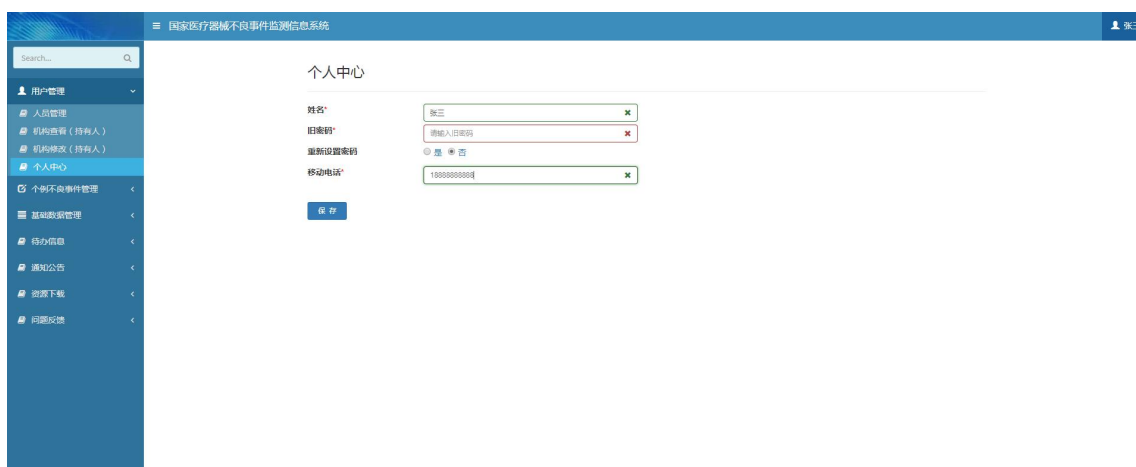 ≡ 国家医疗器械不良事件监测信息系统
张三
Search...
用户管理
人员管理
机构查看（持有人）
机构修改（持有人）
个人中心
个例不良事件管理
基础数据管理
待办信息
通知公告
资源下载
问题反馈
个人中心
姓名* 张三
旧密码* 请输入旧密码
重新设置密码 是 否
移动电话* 18888888888
保存